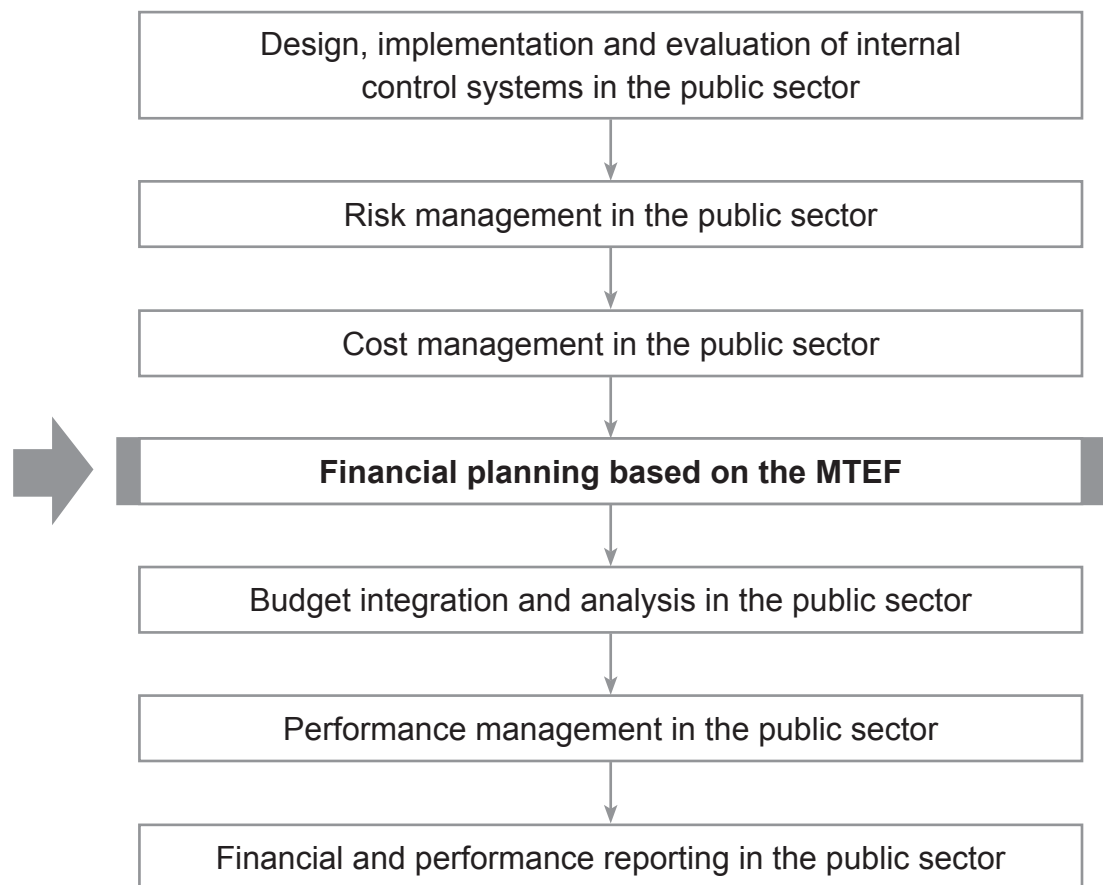 Design, implementation and evaluation of internal
control systems in the public sector
Risk management in the public sector
Cost management in the public sector
Financial planning based on the MTEF
Budget integration and analysis in the public sector
Performance management in the public sector
Financial and performance reporting in the public sector